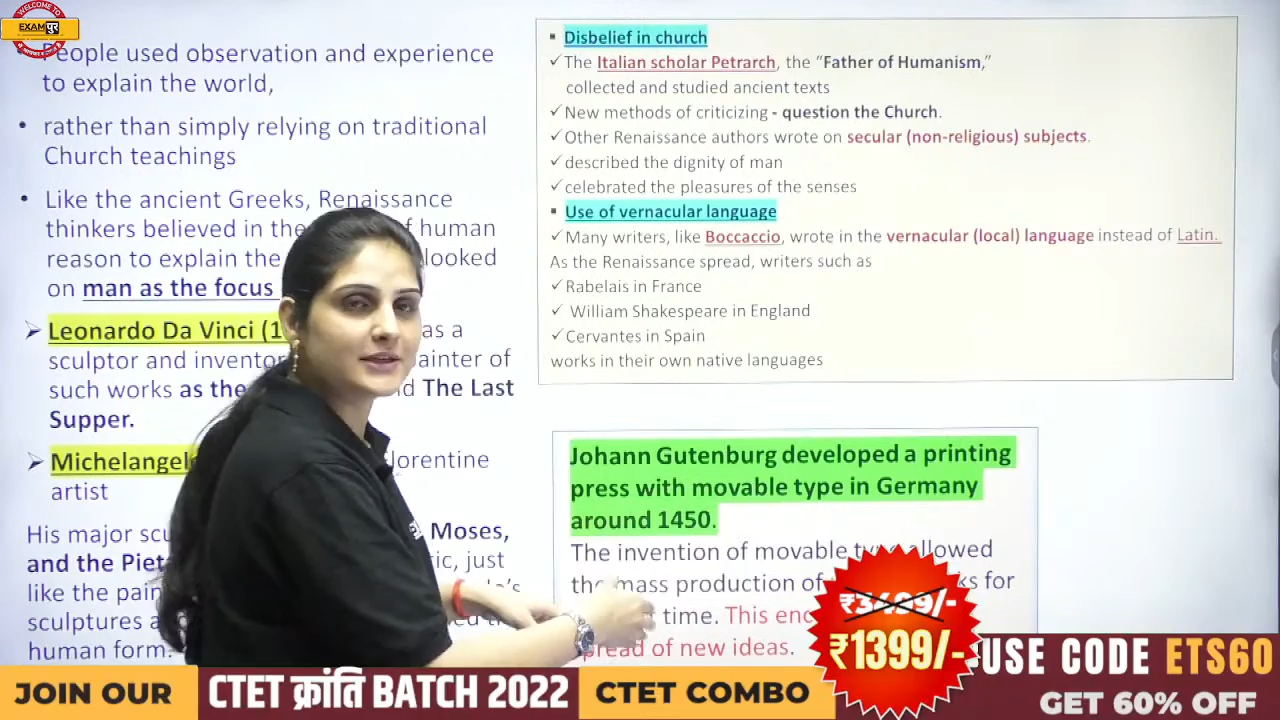 WELCOME TO
EXAMपुर
People used observation and experience
to explain the world,
• rather than simply relying on traditional
Church teachings
• Like the ancient Greeks, Renaissance
thinkers believed in the human
reason to explain the looked
on man as the focus
➢ Leonardo Da Vinci (1 as a
sculptor and inventor ainter of
such works as the The Last
Supper.
➢ Michelangel lorentine
artist
His major scu Moses,
and the Piet ic, just
like the pain
sculptures
human form.
▪ Disbelief in church
✓The Italian scholar Petrarch, the “Father of Humanism,”
collected and studied ancient texts
✓New methods of criticizing - question the Church.
✓Other Renaissance authors wrote on secular (non-religious) subjects.
✓described the dignity of man
✓celebrated the pleasures of the senses
▪ Use of vernacular language
✓Many writers, like Boccaccio, wrote in the vernacular (local) language instead of Latin.
As the Renaissance spread, writers such as
✓Rabelais in France
✓ William Shakespeare in England
✓ Cervantes in Spain
works in their own native languages
Johann Gutenburg developed a printing
press with movable type in Germany
around 1450.
The invention of movable type allowed
the mass production of ks for
time. This enc
spread of new ideas.
₹3499/-
₹1399/-
USE CODE ETS60
GET 60% OFF
JOIN OUR CTET क्रांति BATCH 2022 CTET COMBO